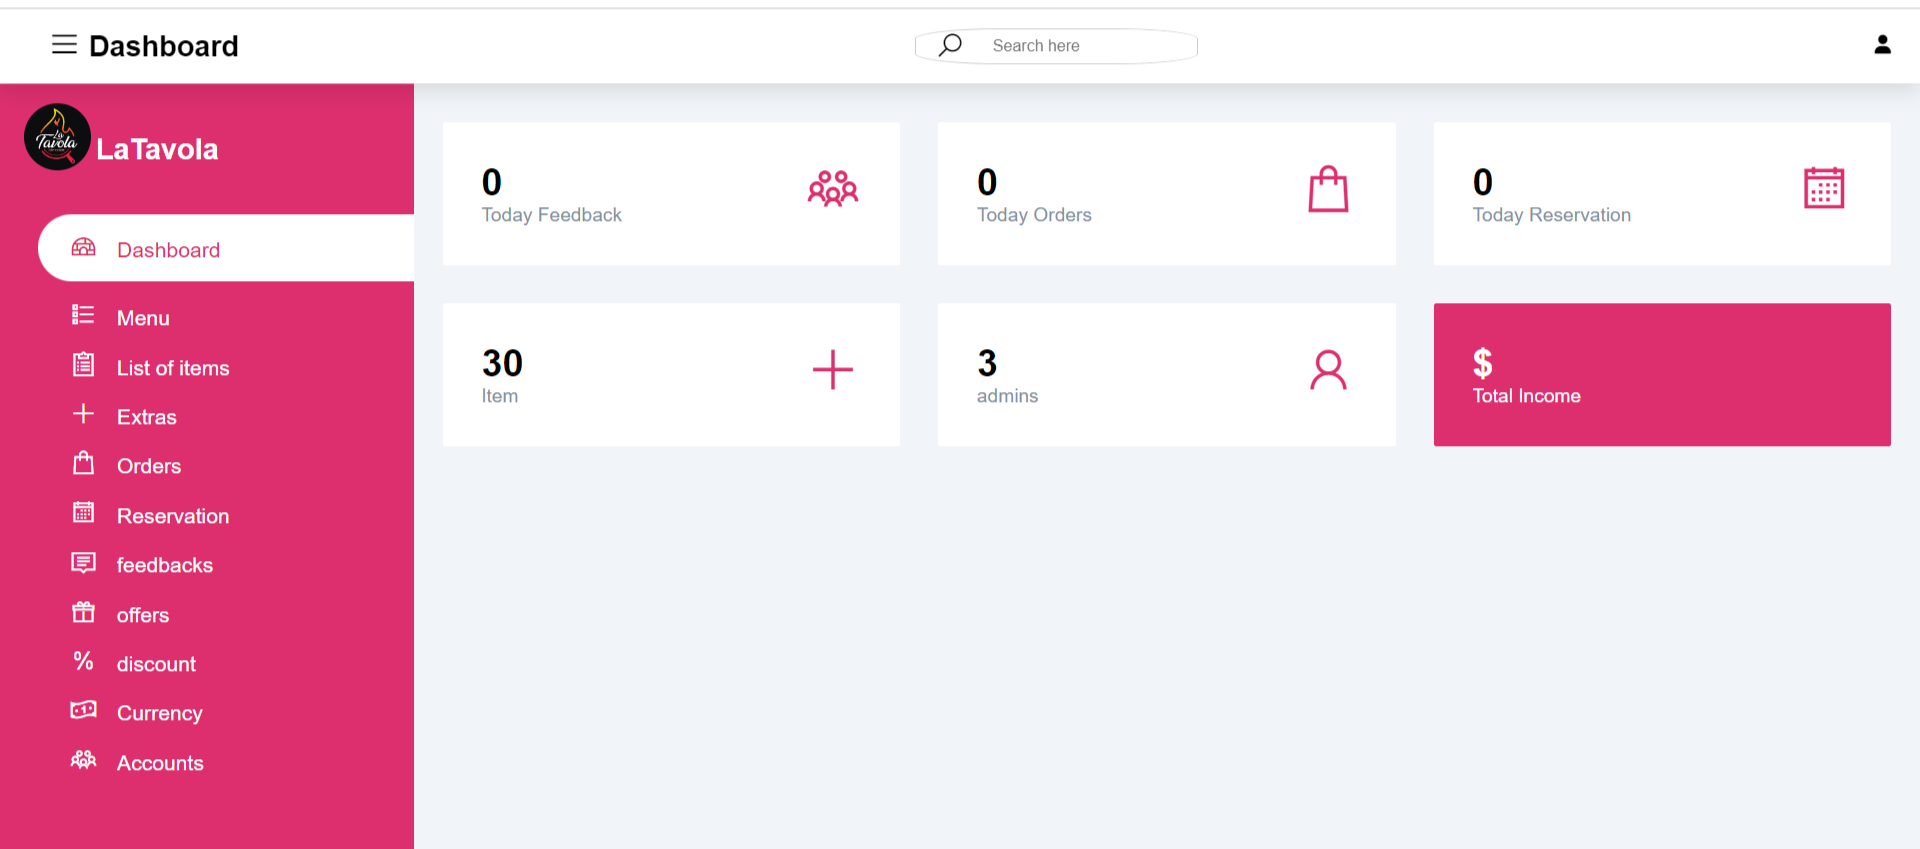 Dashboard
Search here
La
Tavola
LaTavola
Dashboard
Menu
List of items
Extras
Orders
Reservation
feedbacks
offers
% discount
Currency
Accounts
0
Today Feedback
0
Today Orders
0
Today Reservation
30
Item
3
admins
$
Total Income